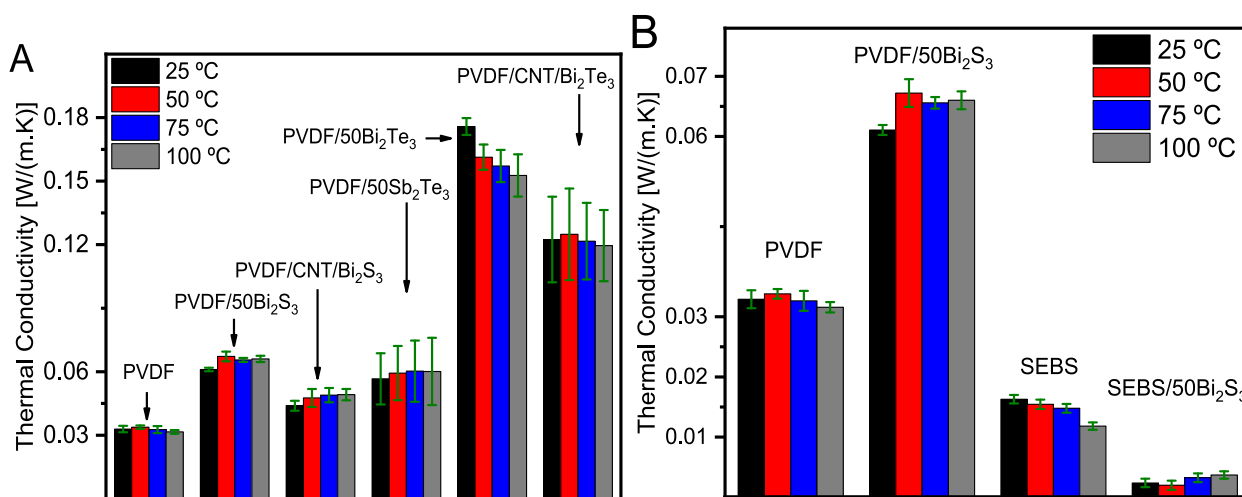 A
25 ºC
50 ºC
75 ºC
100 ºC
PVDF/CNT/Bi₂Te₃
PVDF/50Bi₂Te₃
PVDF/50Sb₂Te₃
PVDF/CNT/Bi₂S₃
PVDF/50Bi₂S₃
PVDF
Thermal Conductivity [W/(m.K)]
0.18
0.15
0.12
0.06
0.03
B
25 ºC
50 ºC
75 ºC
100 ºC
PVDF/50Bi₂S₃
PVDF
SEBS
SEBS/50Bi₂S₃
Thermal Conductivity [W/(m.K)]
0.07
0.06
0.03
0.02
0.01